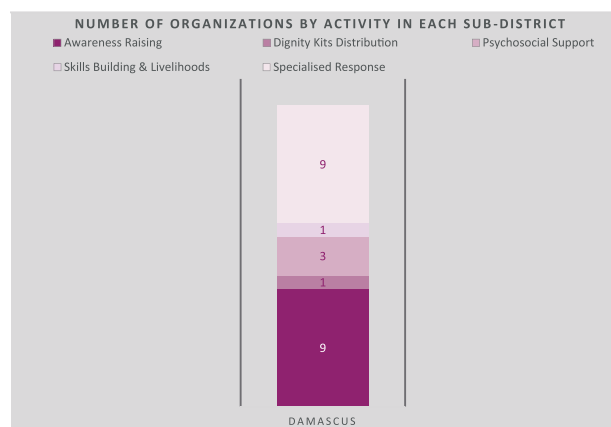 NUMBER OF ORGANIZATIONS BY ACTIVITY IN EACH SUB-DISTRICT
Awareness Raising Dignity Kits Distribution Psychosocial Support
Skills Building & Livelihoods Specialised Response
9
1
3
1
9
DAMASCUS